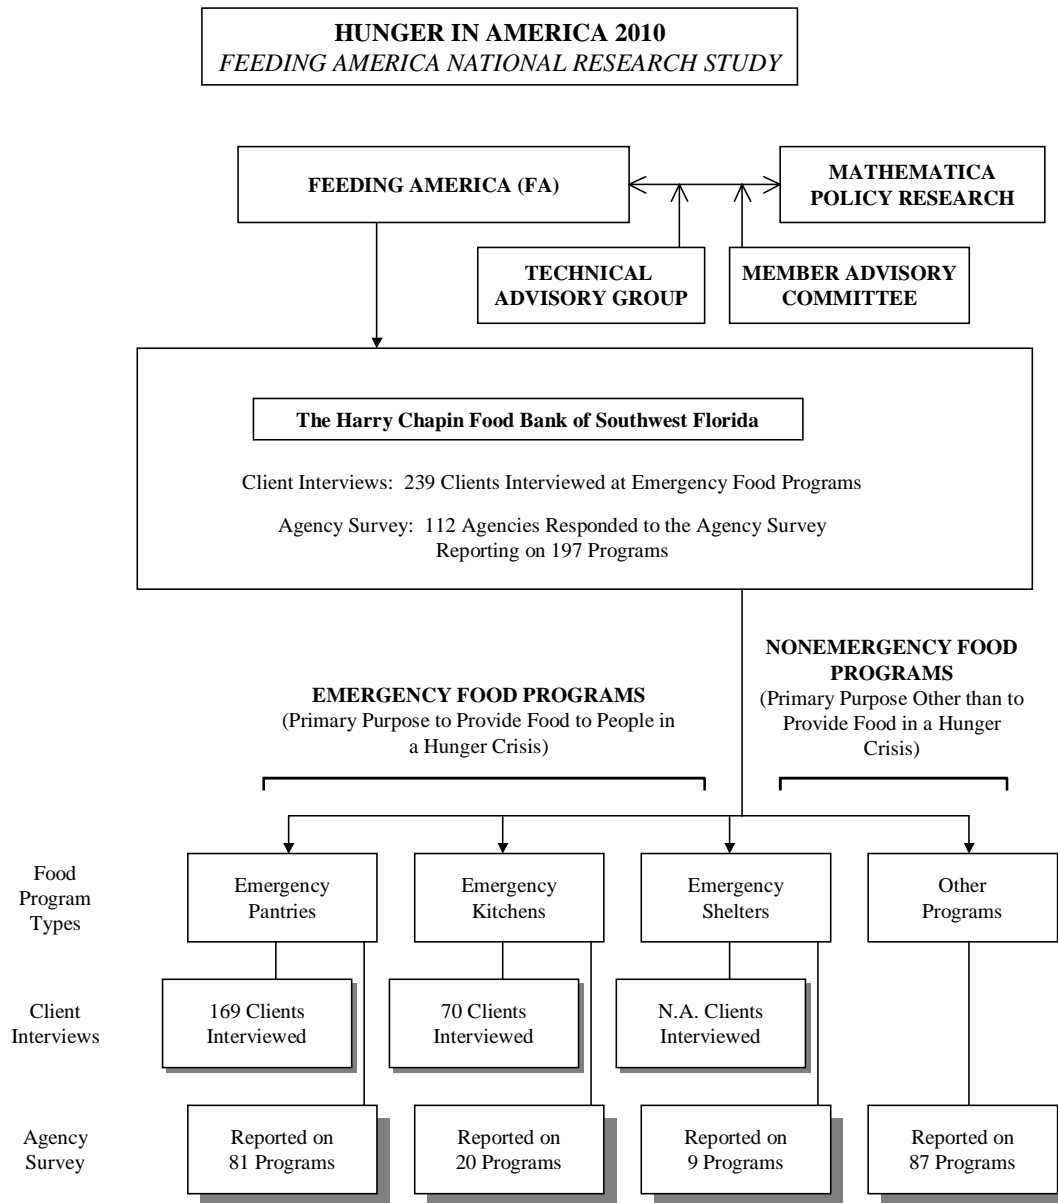 HUNGER IN AMERICA 2010
FEEDING AMERICA NATIONAL RESEARCH STUDY
FEEDING AMERICA (FA)
MATHEMATICA
POLICY RESEARCH
TECHNICAL
ADVISORY GROUP
MEMBER ADVISORY
COMMITTEE
The Harry Chapin Food Bank of Southwest Florida
Client Interviews: 239 Clients Interviewed at Emergency Food Programs
Agency Survey: 112 Agencies Responded to the Agency Survey
Reporting on 197 Programs
EMERGENCY FOOD PROGRAMS
(Primary Purpose to Provide Food to People in
a Hunger Crisis)
NONEMERGENCY FOOD
PROGRAMS
(Primary Purpose Other than to
Provide Food in a Hunger
Crisis)
Food
Program
Types
Emergency
Pantries
Emergency
Kitchens
Emergency
Shelters
Other
Programs
Client
Interviews
169 Clients
Interviewed
70 Clients
Interviewed
N.A. Clients
Interviewed
Agency
Survey
Reported on
81 Programs
Reported on
20 Programs
Reported on
9 Programs
Reported on
87 Programs